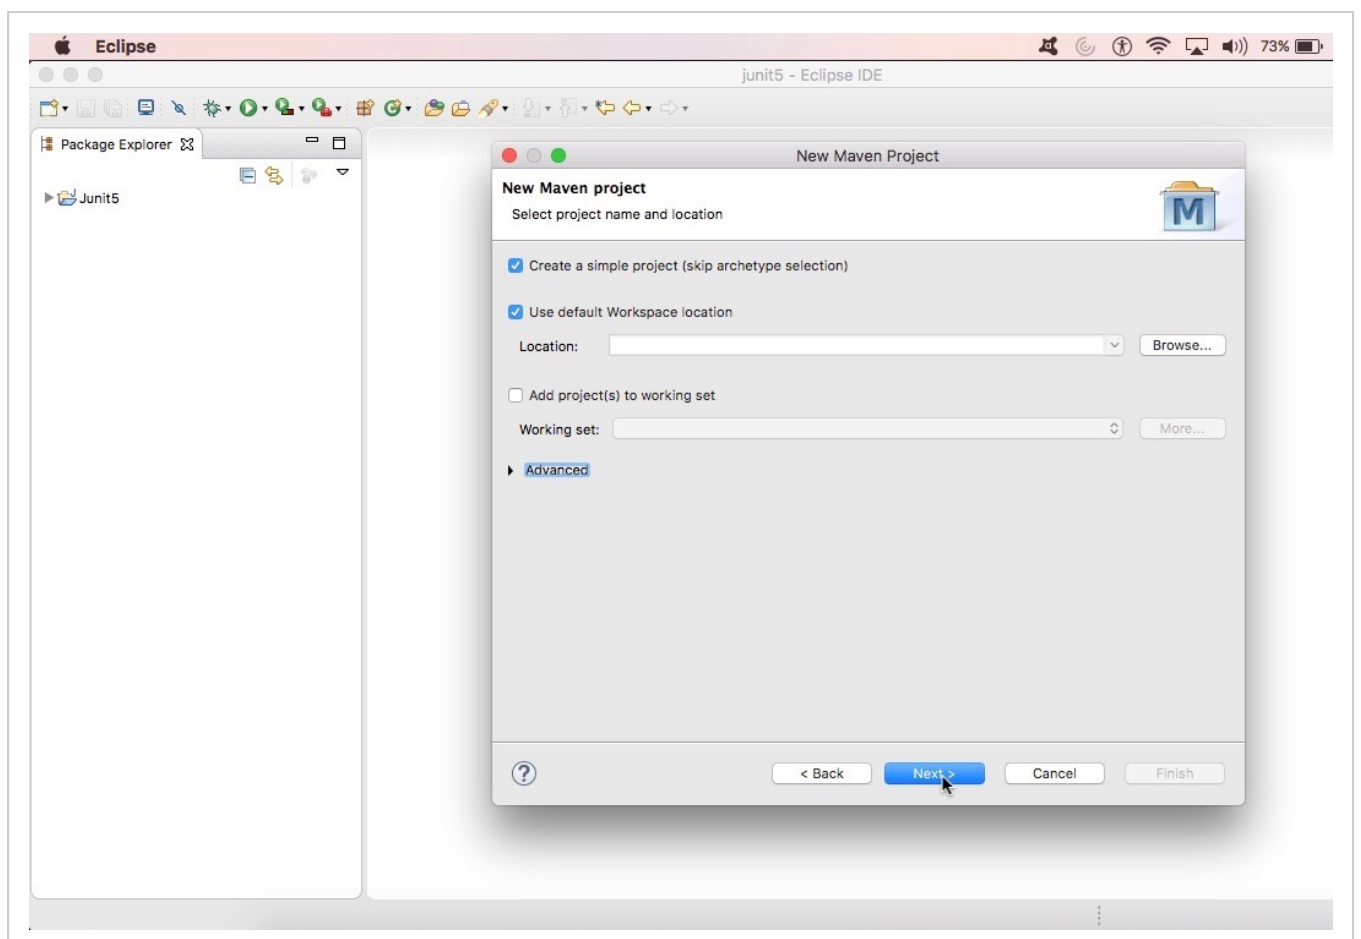 Eclipse 73%
junit5 - Eclipse IDE
Package Explorer
Junit5
New Maven Project
New Maven project
Select project name and location
M
Create a simple project (skip archetype selection)
Use default Workspace location
Location: Browse...
Add project(s) to working set
Working set: More...
Advanced
? < Back Next > Cancel Finish